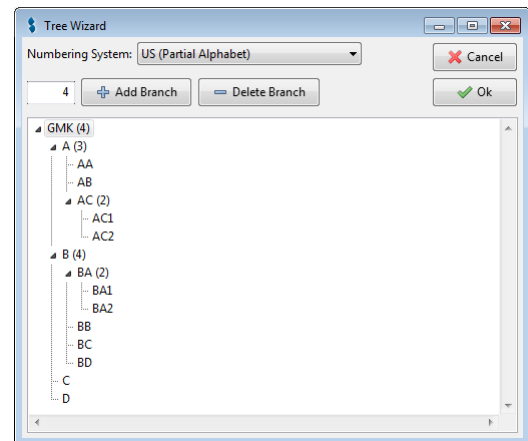 Tree Wizard
Numbering System: US (Partial Alphabet)
Cancel
4 Add Branch Delete Branch
Ok
GMK (4)
A (3)
AA
AB
AC (2)
AC1
AC2
B (4)
BA (2)
BA1
BA2
BB
BC
BD
C
D